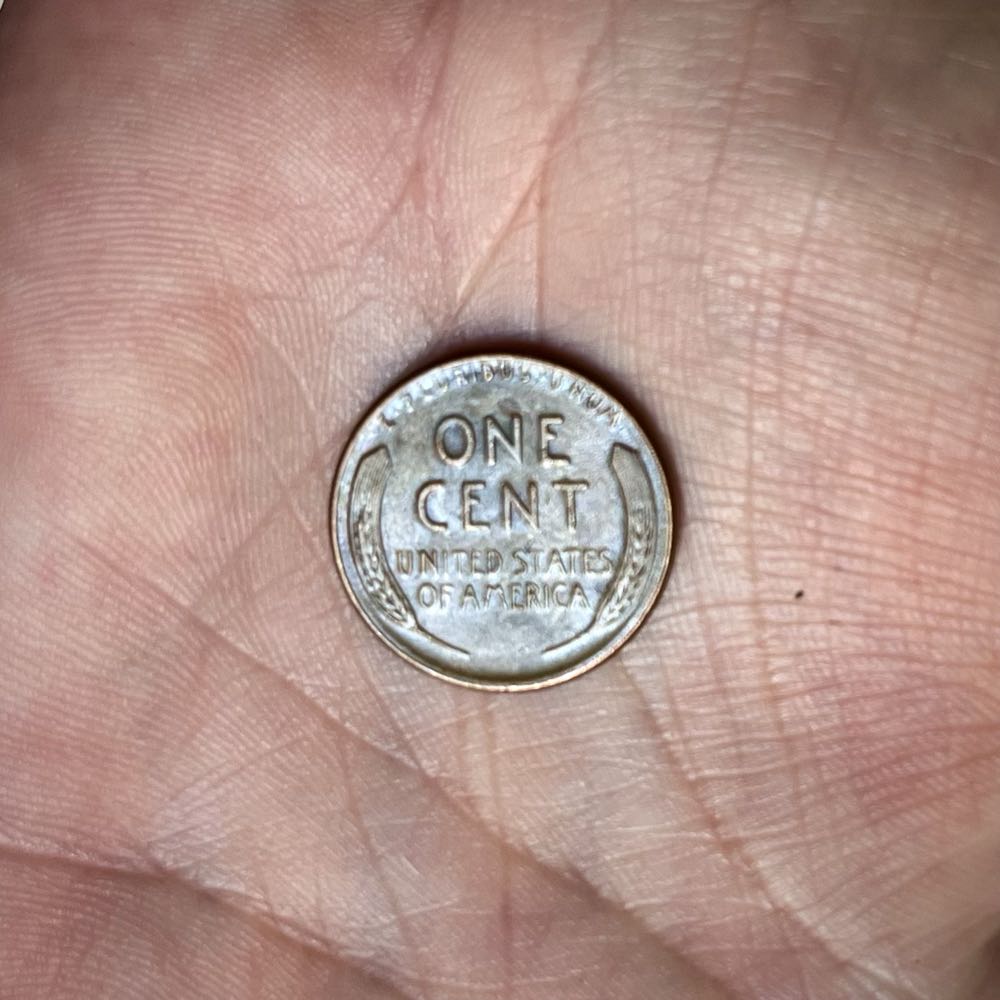 E PLURIBUS UNUM
ONE
CENT
UNITED STATES
OF AMERICA